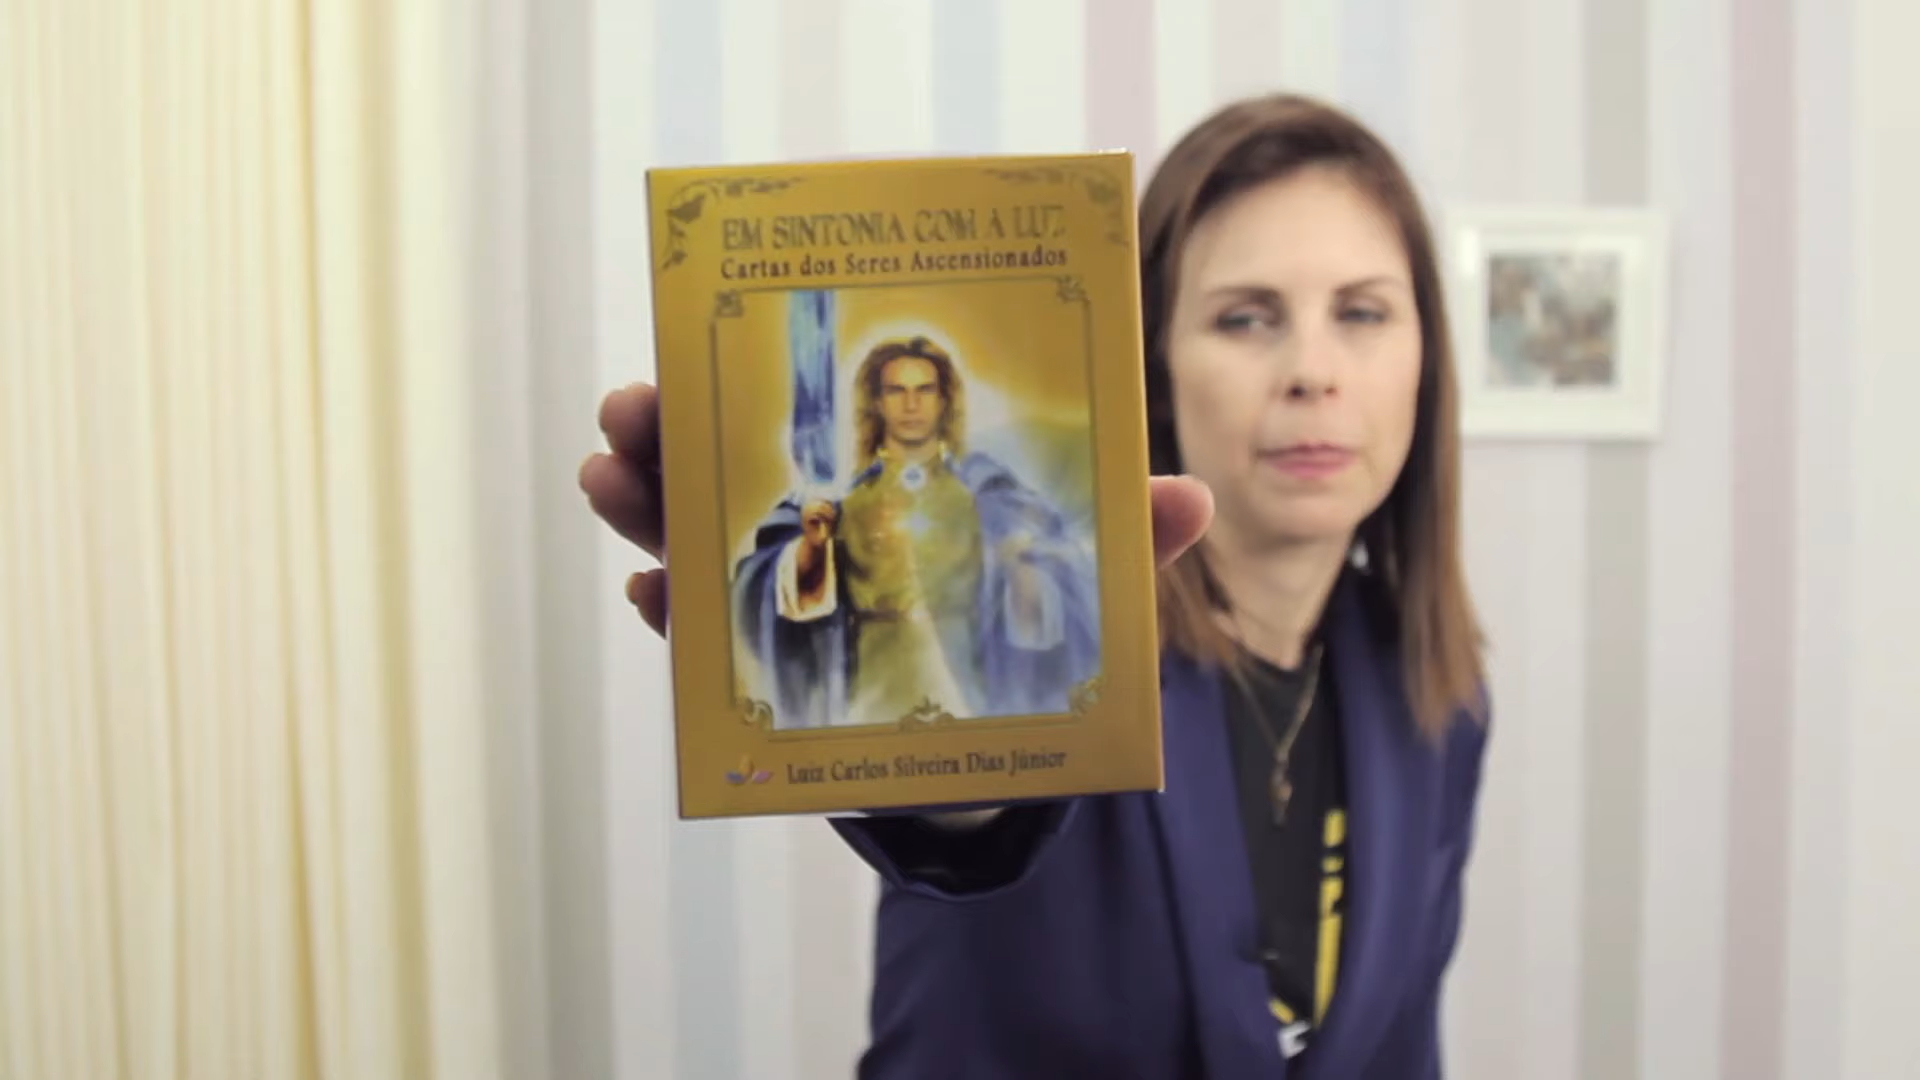 EM SINTONIA COM A LUZ
Cartas dos Seres Ascensionados
Luiz Carlos Silveira Dias Júnior